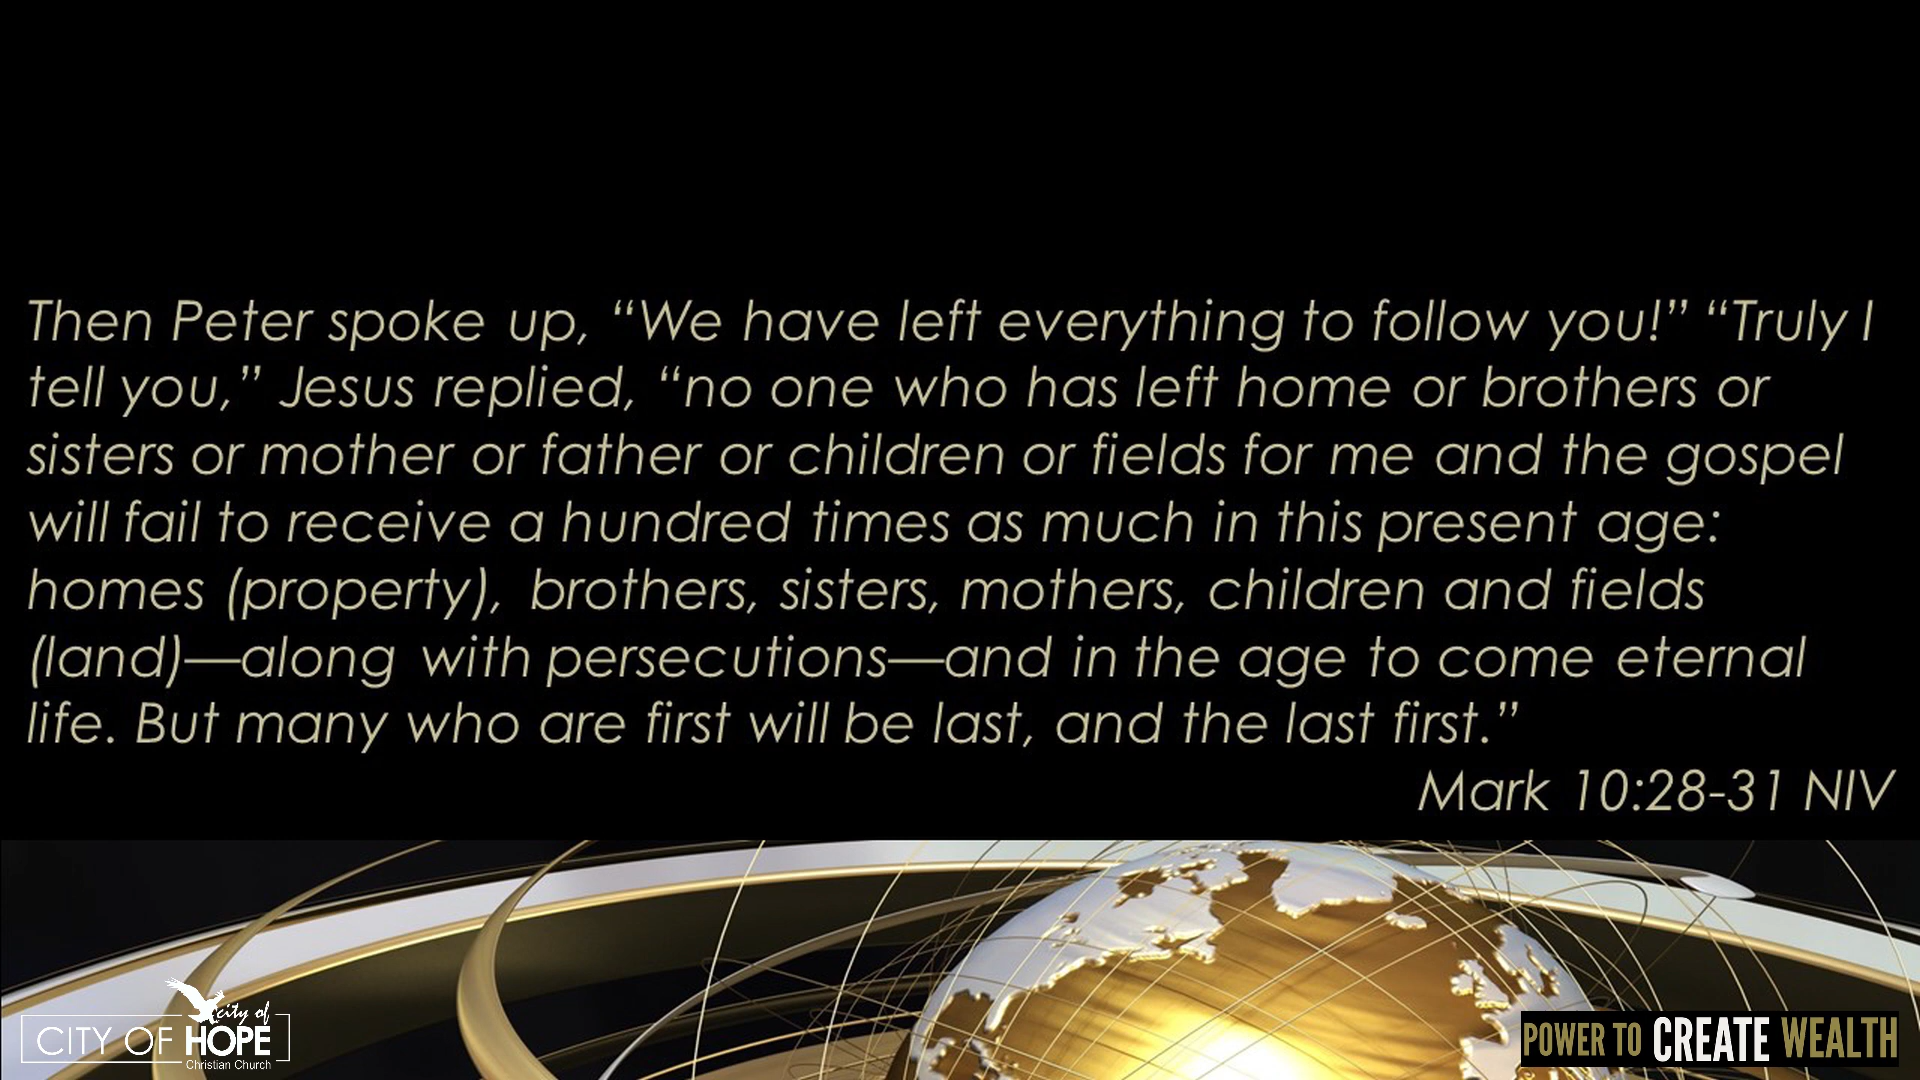 Then Peter spoke up, “We have left everything to follow you!” “Truly I
tell you,” Jesus replied, “no one who has left home or brothers or
sisters or mother or father or children or fields for me and the gospel
will fail to receive a hundred times as much in this present age:
homes (property), brothers, sisters, mothers, children and fields
(land)—along with persecutions—and in the age to come eternal
life. But many who are first will be last, and the last first.”
Mark 10:28-31 NIV
city of
CITY OF HOPE
Christian Church
POWER TO CREATE WEALTH